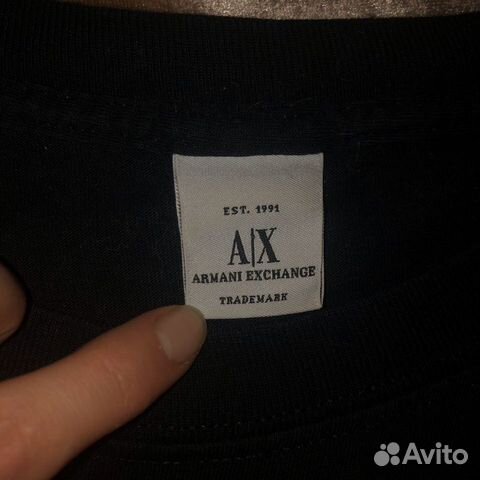 EST. 1991
A|X
ARMANI EXCHANGE
TRADEMARK
Avito